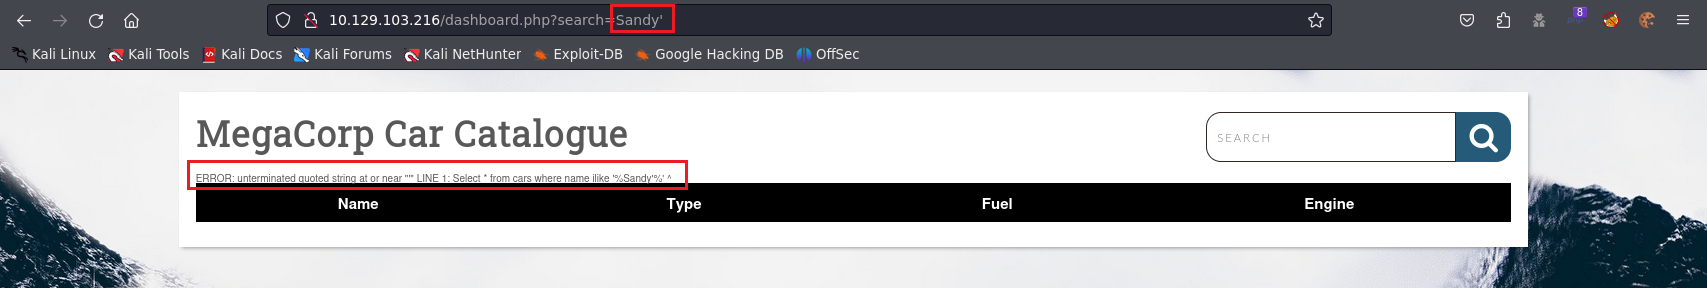 10.129.103.216/dashboard.php?search=Sandy'
8
Kali Linux Kali Tools Kali Docs Kali Forums Kali NetHunter Exploit-DB Google Hacking DB OffSec
MegaCorp Car Catalogue
SEARCH
ERROR: unterminated quoted string at or near "'" LINE 1: Select * from cars where name ilike '%Sandy'%' ^
Name Type Fuel Engine